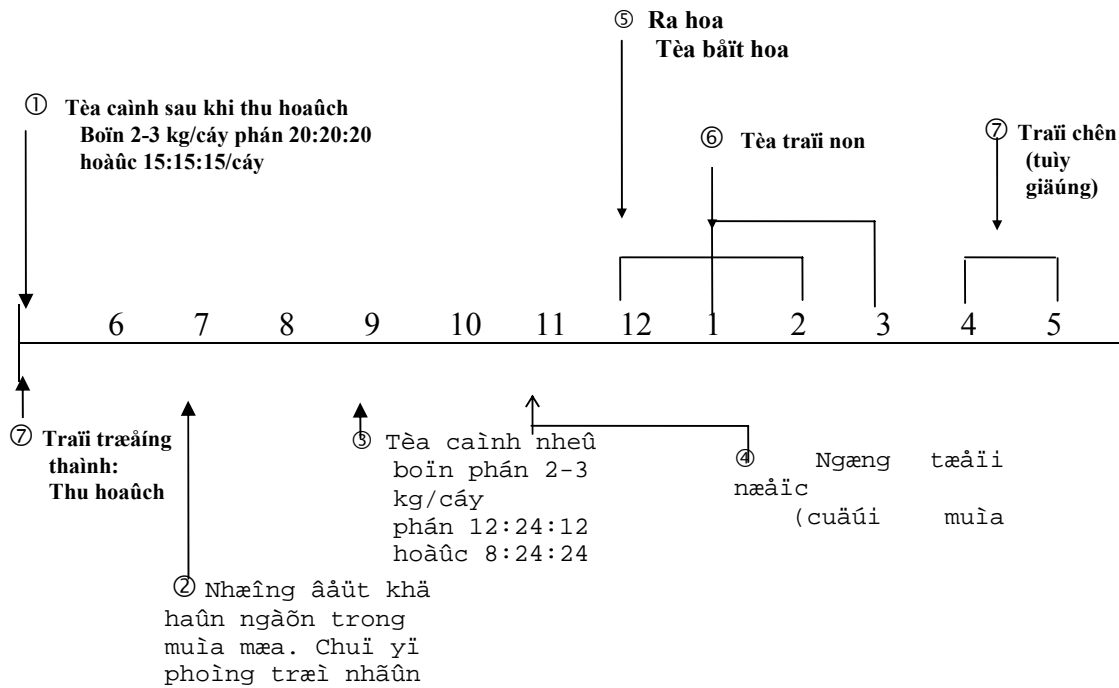 ⑤ Ra hoa
Tèa båït hoa
① Tèa caình sau khi thu hoaûch
Boïn 2-3 kg/cáy phán 20:20:20
hoàûc 15:15:15/cáy
⑥ Tèa traïi non
⑦ Traïi chên
(tuìy
giäúng)
6 7 8 9 10 11 12 1 2 3 4 5
⑦ Traïi træåíng
thaình:
Thu hoaûch
③ Tèa caình nheû
boïn phán 2-3
kg/cáy
phán 12:24:12
hoàûc 8:24:24
④ Ngæng tæåïi
næåïc
(cuäúi muìa
② Nhæîng âåüt khä
haûn ngàõn trong
muìa mæa. Chuï yï
phoìng træì nhãûn